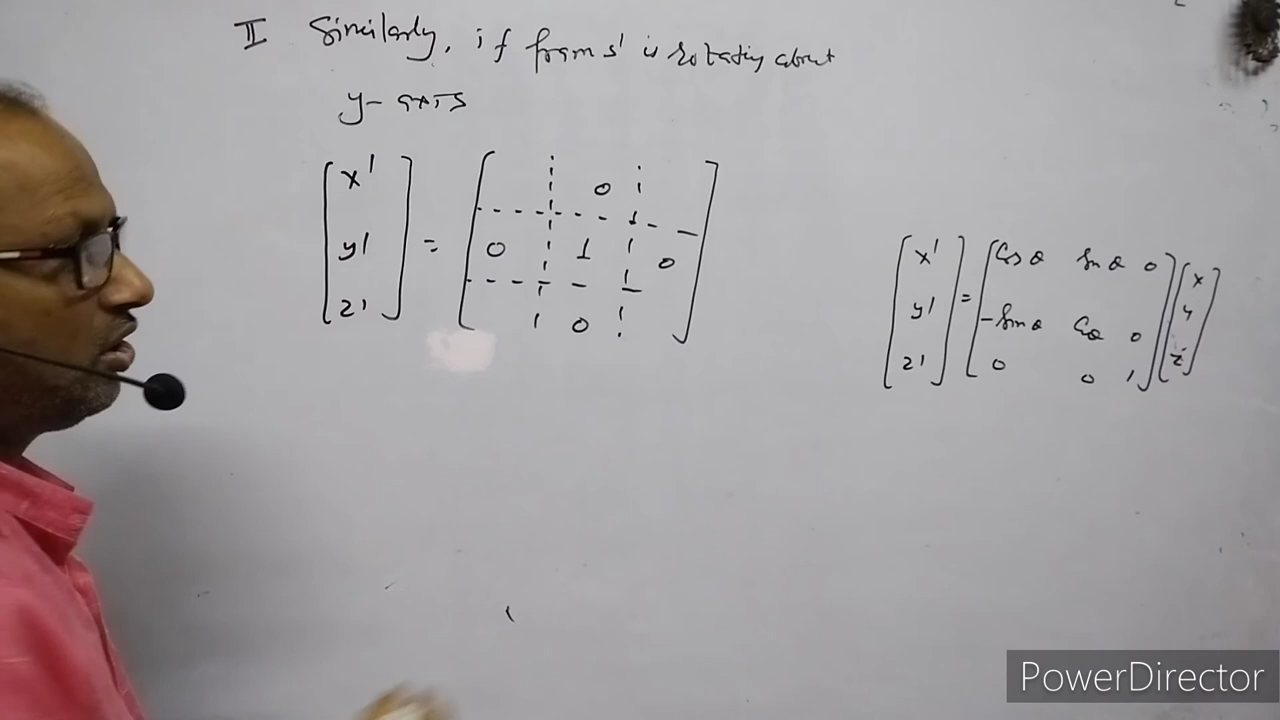 II Similarly, if frame s' is rotating about
y-axis
x' 0
y' = 0 1 0
z' 0
x' Cos θ Sin θ 0 x
y' = -Sin θ Cos θ 0 y
z' 0 0 1 z
PowerDirector